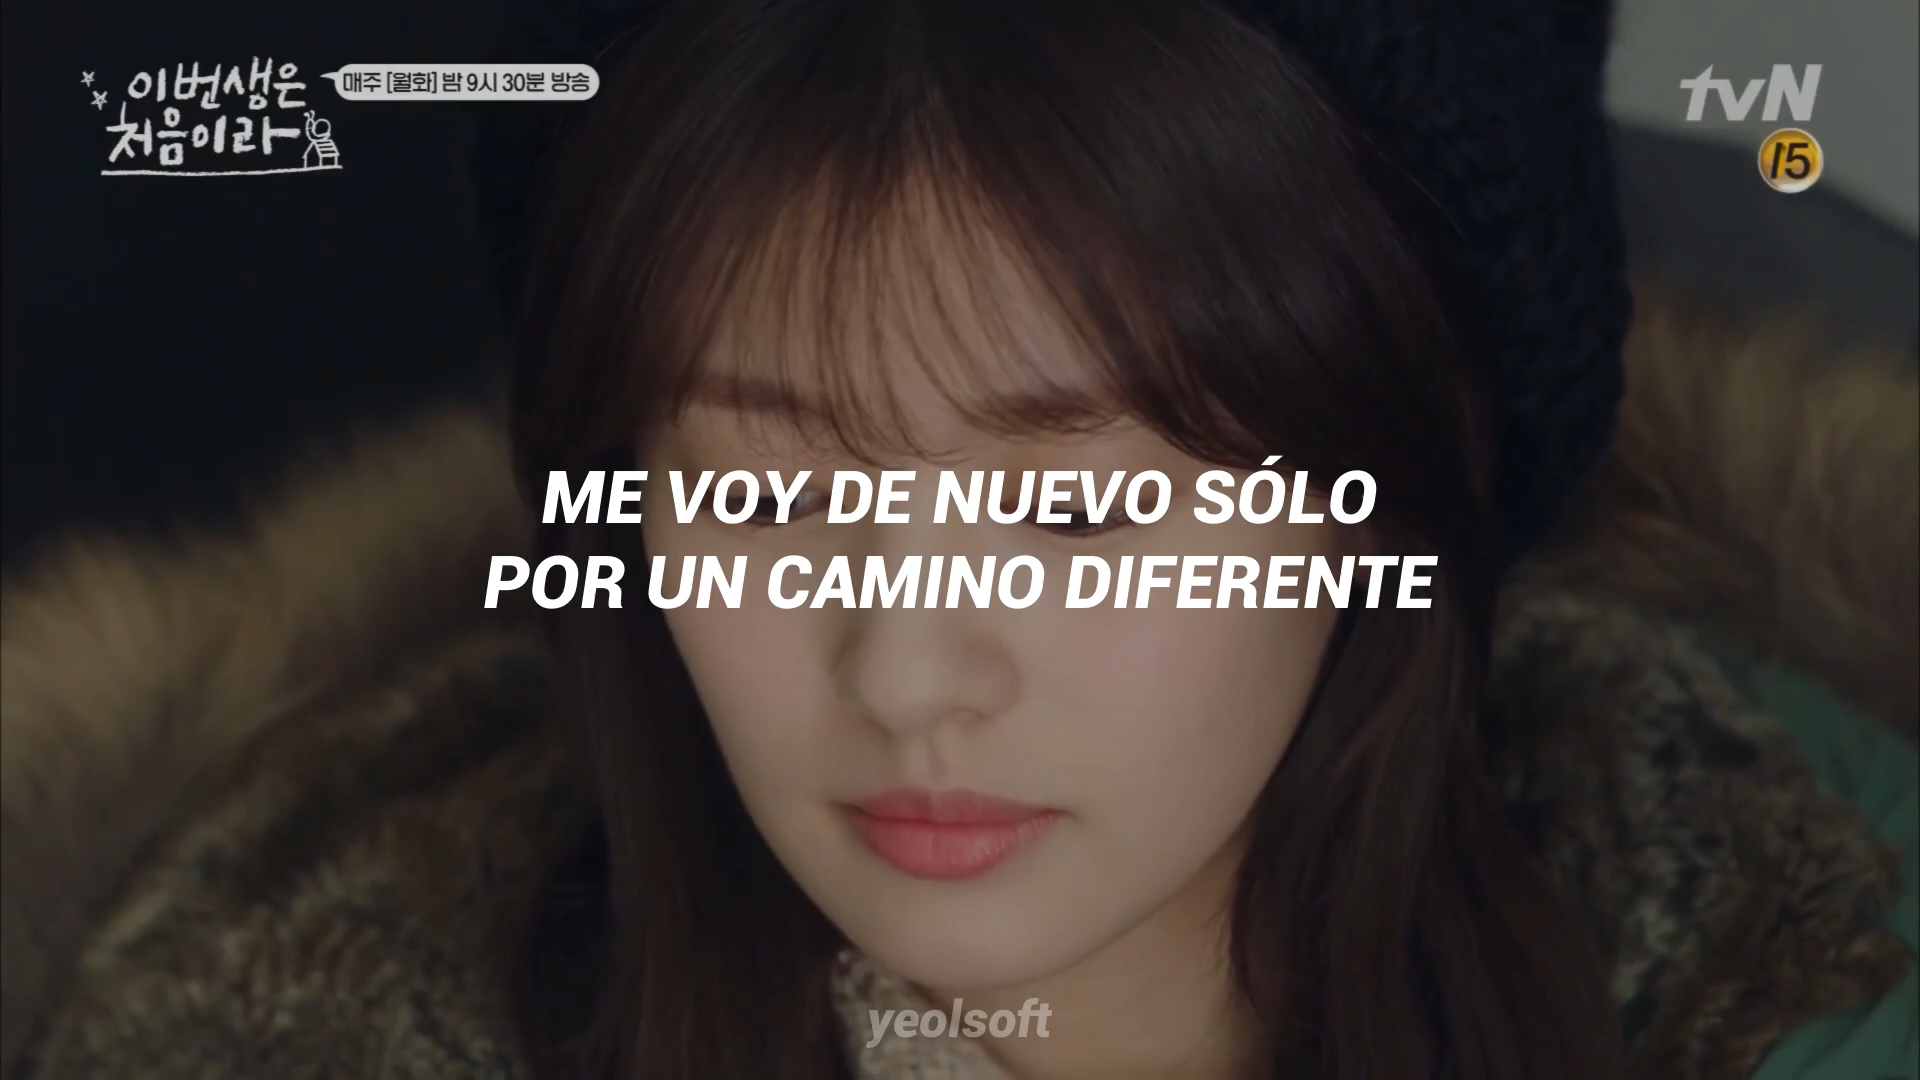 이번생은
처음이라
매주 [월화] 밤 9시 30분 방송
tvN
15
ME VOY DE NUEVO SÓLO
POR UN CAMINO DIFERENTE
yeolsoft